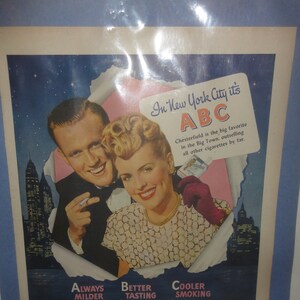 In New York City it's
ABC
Chesterfield is the big favorite
in the Big Town, outselling
all other cigarettes by far.
ALWAYS BETTER COOLER
MILDER TASTING SMOKING